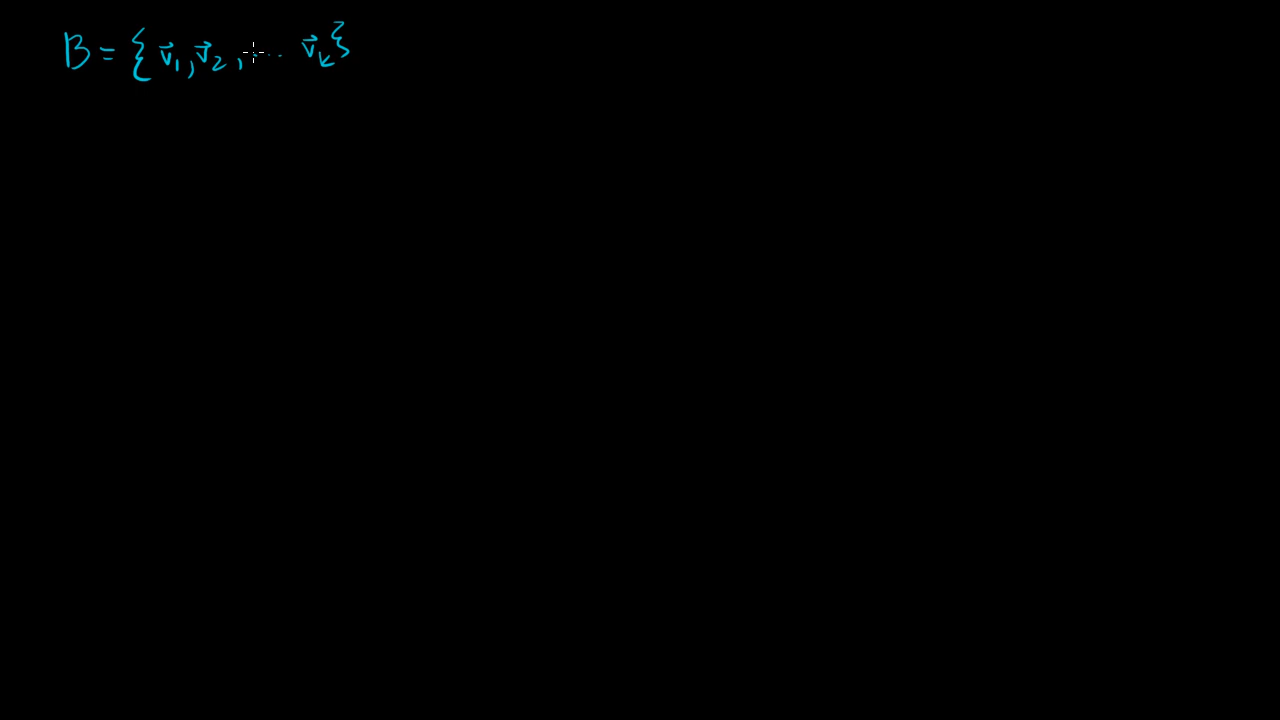 B = { v⃗₁, v⃗₂, ... v⃗ₖ }